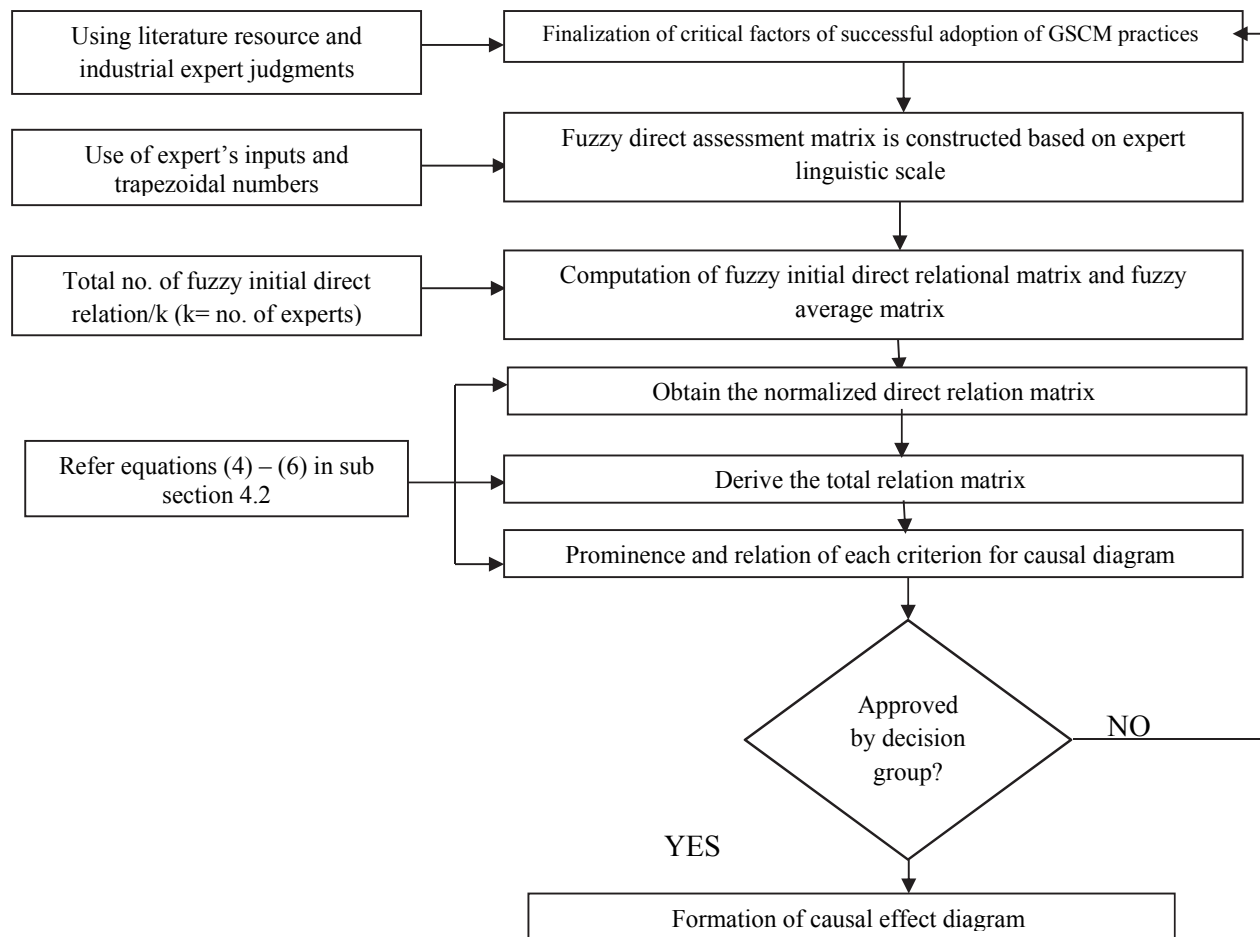 Using literature resource and
industrial expert judgments
Finalization of critical factors of successful adoption of GSCM practices
Use of expert’s inputs and
trapezoidal numbers
Fuzzy direct assessment matrix is constructed based on expert
linguistic scale
Total no. of fuzzy initial direct
relation/k (k= no. of experts)
Computation of fuzzy initial direct relational matrix and fuzzy
average matrix
Obtain the normalized direct relation matrix
Refer equations (4) – (6) in sub
section 4.2
Derive the total relation matrix
Prominence and relation of each criterion for causal diagram
Approved
by decision
group?
NO
YES
Formation of causal effect diagram